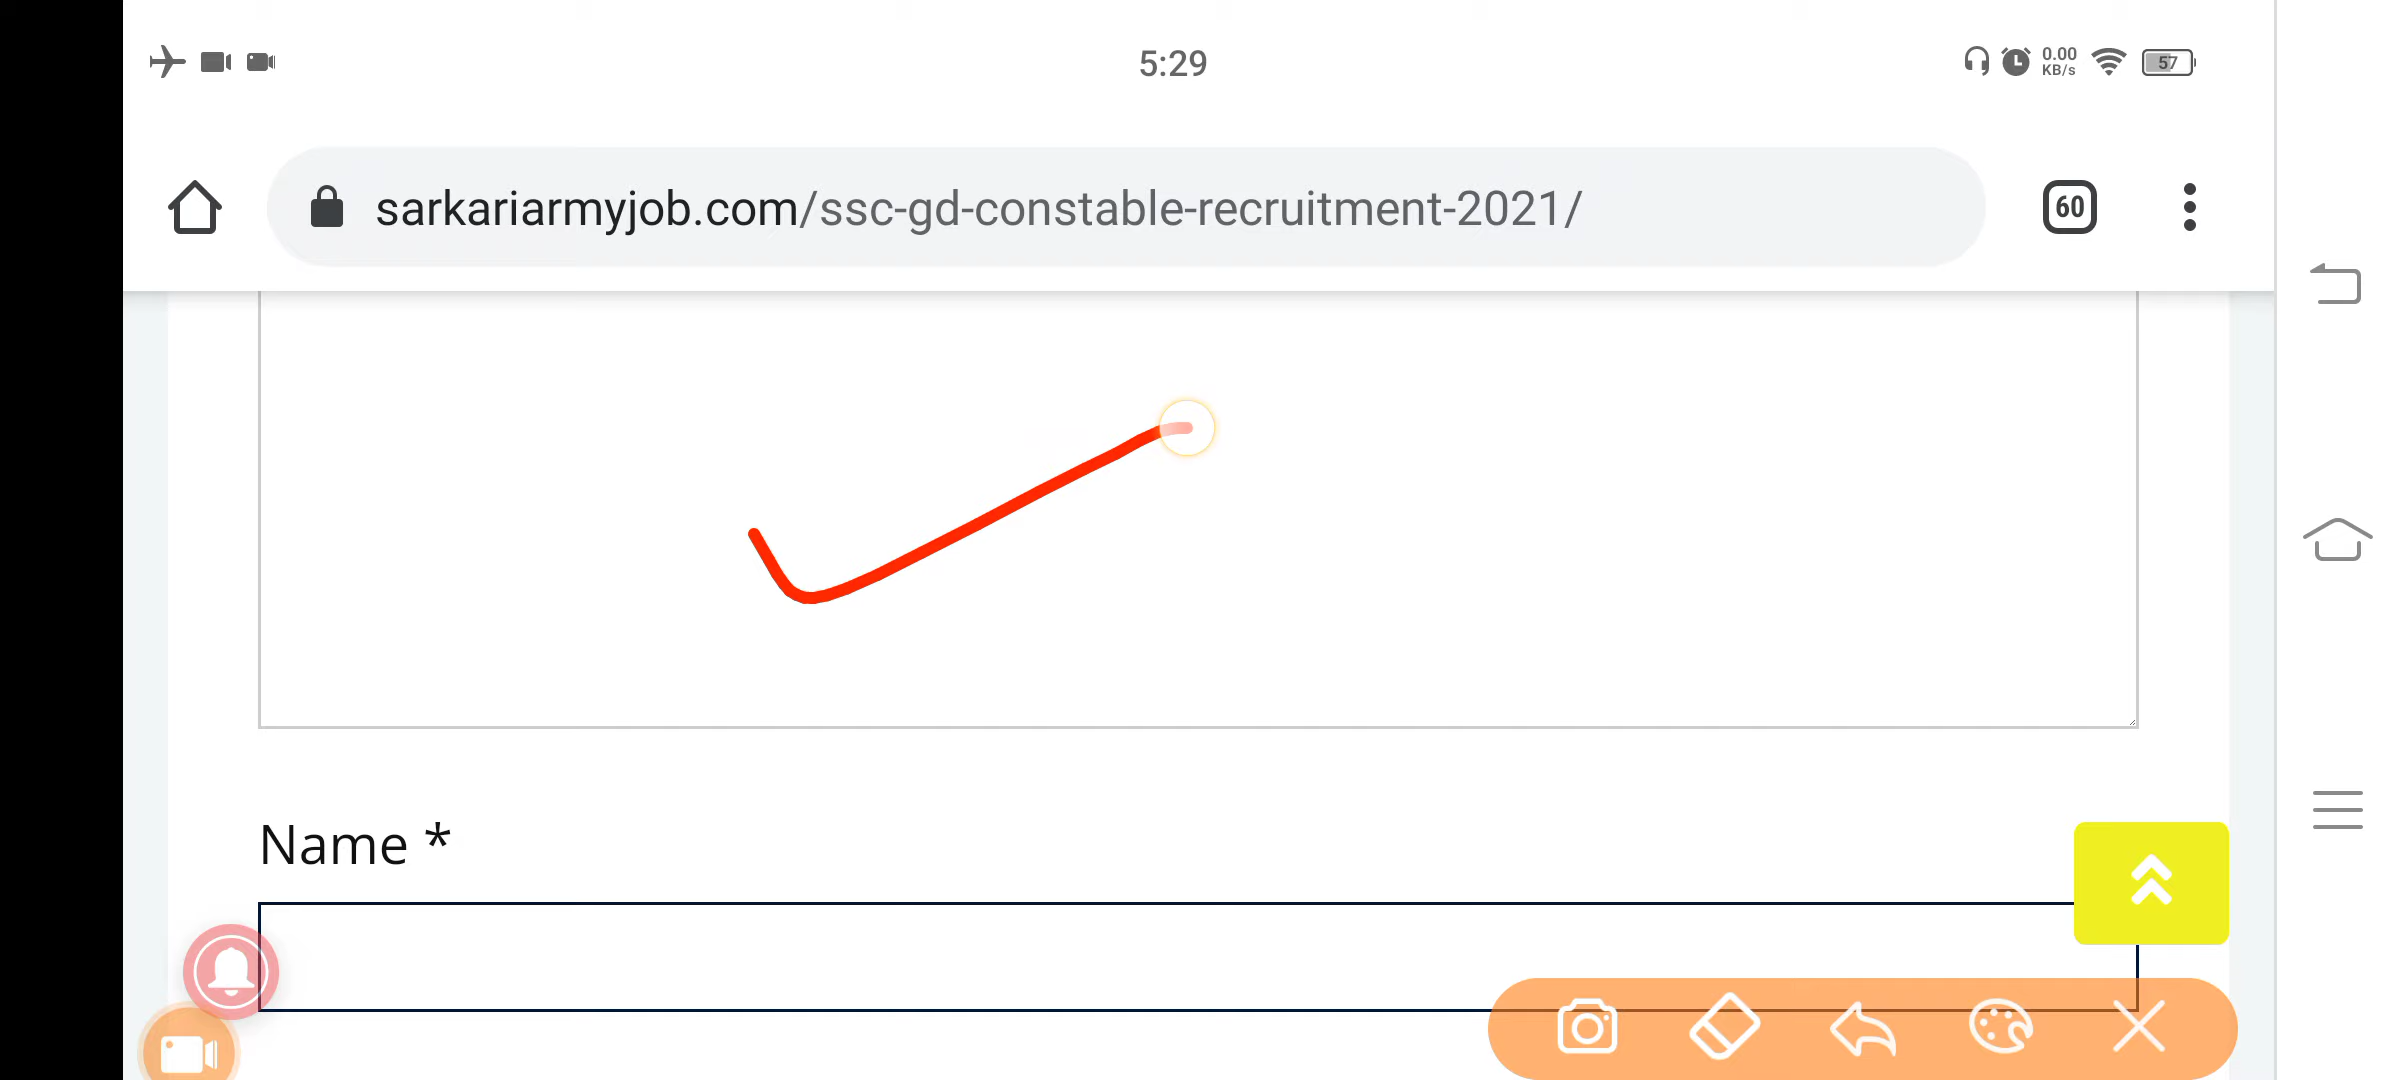 5:29
0.00
KB/s
57
sarkariarmyjob.com/ssc-gd-constable-recruitment-2021/
60
Name *